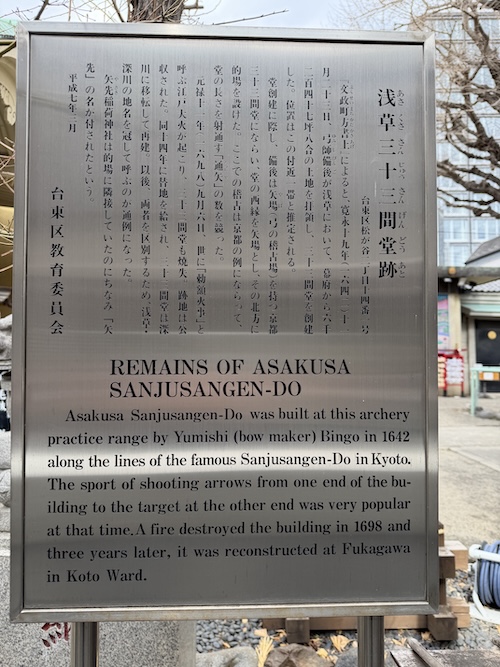 浅草三十三間堂跡
台東区松が谷二丁目十四番一号
『文政町方書上』によると、寛永十九年（一六四二）十一
月二十三日、弓師備後が浅草において、幕府から六千
二百四十七坪八合の土地を拝領し、三十三間堂を創建
した。位置はこの付近一帯と推定される。
堂創建に際し、備後は矢場（弓の稽古場）を持つ京都
三十三間堂にならい、堂の西縁を矢場とし、その北方に
的場を設けた。ここでの稽古は京都の例にならって、
堂の長さを射通す「通矢」の数を競った。
元禄十一年（一六九八）九月六日、世に「勅額火事」と
呼ぶ江戸大火が起こり、三十三間堂も焼失。跡地は公
収された。同十四年に替地を給され、三十三間堂は深
川に移転して再建。以後、両者を区別するため、浅草・
深川の地名を冠して呼ぶのが通例になった。
矢先稲荷神社は的場に隣接していたのにちなみ、「矢
先」の名が付されたという。
平成七年三月
台東区教育委員会
REMAINS OF ASAKUSA
SANJUSANGEN-DO
Asakusa Sanjusangen-Do was built at this archery
practice range by Yumishi (bow maker) Bingo in 1642
along the lines of the famous Sanjusangen-Do in Kyoto.
The sport of shooting arrows from one end of the bu-
ilding to the target at the other end was very popular
at that time. A fire destroyed the building in 1698 and
three years later, it was reconstructed at Fukagawa
in Koto Ward.